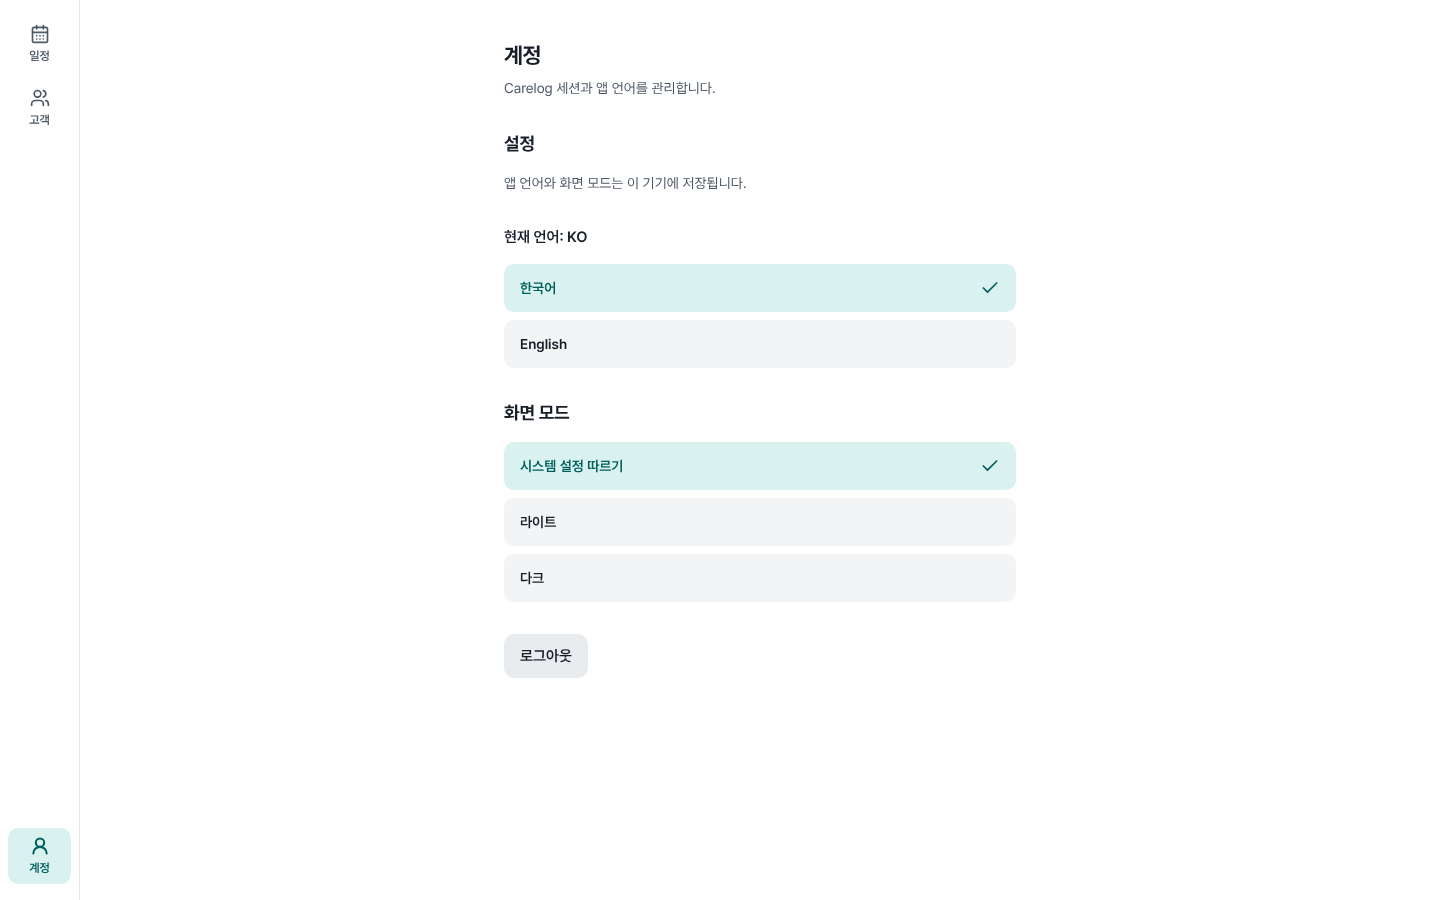 일정
고객
계정
계정
Carelog 세션과 앱 언어를 관리합니다.
설정
앱 언어와 화면 모드는 이 기기에 저장됩니다.
현재 언어: KO
한국어
English
화면 모드
시스템 설정 따르기
라이트
다크
로그아웃